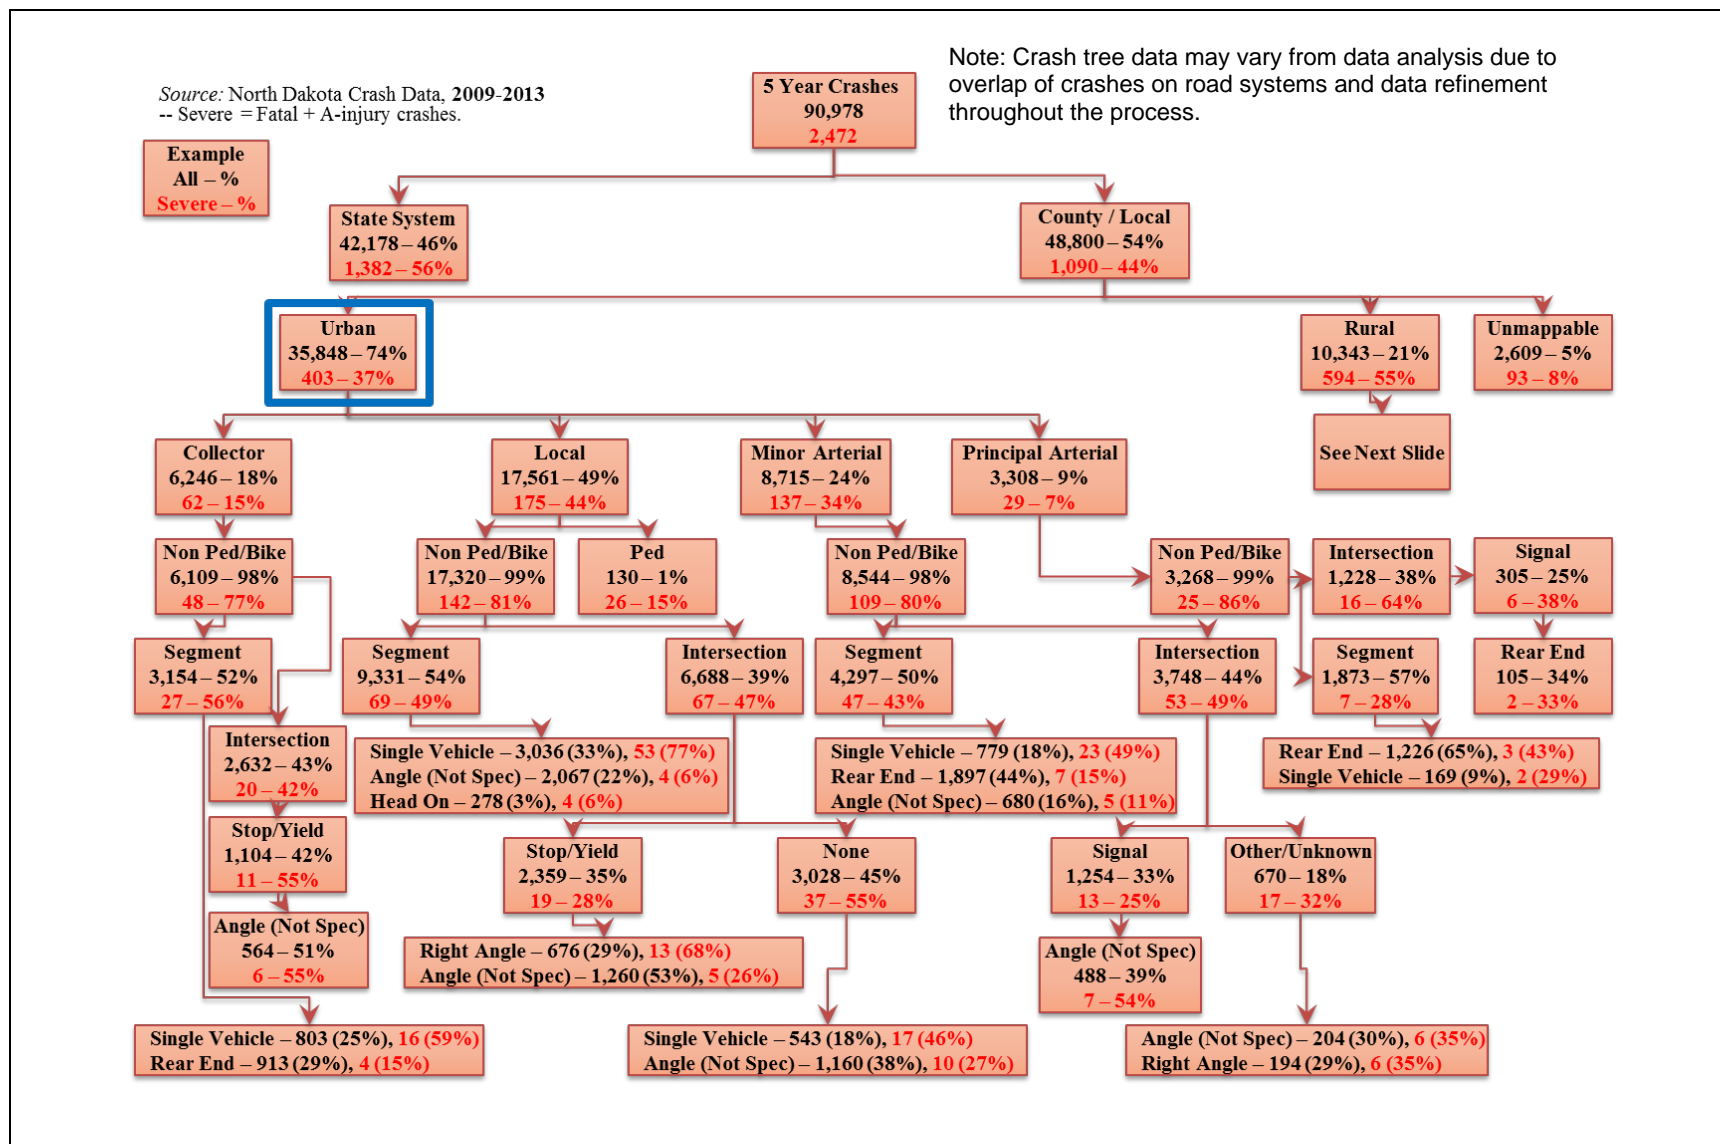 Note: Crash tree data may vary from data analysis due to
overlap of crashes on road systems and data refinement
throughout the process.
Source: North Dakota Crash Data, 2009-2013
-- Severe = Fatal + A-injury crashes.
5 Year Crashes
90,978
2,472
Example
All – %
Severe – %
State System
42,178 – 46%
1,382 – 56%
County / Local
48,800 – 54%
1,090 – 44%
Urban
35,848 – 74%
403 – 37%
Rural
10,343 – 21%
594 – 55%
Unmappable
2,609 – 5%
93 – 8%
Collector
6,246 – 18%
62 – 15%
Local
17,561 – 49%
175 – 44%
Minor Arterial
8,715 – 24%
137 – 34%
Principal Arterial
3,308 – 9%
29 – 7%
See Next Slide
Non Ped/Bike
6,109 – 98%
48 – 77%
Non Ped/Bike
17,320 – 99%
142 – 81%
Ped
130 – 1%
26 – 15%
Non Ped/Bike
8,544 – 98%
109 – 80%
Non Ped/Bike
3,268 – 99%
25 – 86%
Intersection
1,228 – 38%
16 – 64%
Signal
305 – 25%
6 – 38%
Segment
3,154 – 52%
27 – 56%
Segment
9,331 – 54%
69 – 49%
Intersection
6,688 – 39%
67 – 47%
Segment
4,297 – 50%
47 – 43%
Intersection
3,748 – 44%
53 – 49%
Segment
1,873 – 57%
7 – 28%
Rear End
105 – 34%
2 – 33%
Intersection
2,632 – 43%
20 – 42%
Single Vehicle – 3,036 (33%), 53 (77%)
Angle (Not Spec) – 2,067 (22%), 4 (6%)
Head On – 278 (3%), 4 (6%)
Single Vehicle – 779 (18%), 23 (49%)
Rear End – 1,897 (44%), 7 (15%)
Angle (Not Spec) – 680 (16%), 5 (11%)
Rear End – 1,226 (65%), 3 (43%)
Single Vehicle – 169 (9%), 2 (29%)
Stop/Yield
1,104 – 42%
11 – 55%
Stop/Yield
2,359 – 35%
19 – 28%
None
3,028 – 45%
37 – 55%
Signal
1,254 – 33%
13 – 25%
Other/Unknown
670 – 18%
17 – 32%
Angle (Not Spec)
564 – 51%
6 – 55%
Right Angle – 676 (29%), 13 (68%)
Angle (Not Spec) – 1,260 (53%), 5 (26%)
Angle (Not Spec)
488 – 39%
7 – 54%
Single Vehicle – 803 (25%), 16 (59%)
Rear End – 913 (29%), 4 (15%)
Single Vehicle – 543 (18%), 17 (46%)
Angle (Not Spec) – 1,160 (38%), 10 (27%)
Angle (Not Spec) – 204 (30%), 6 (35%)
Right Angle – 194 (29%), 6 (35%)